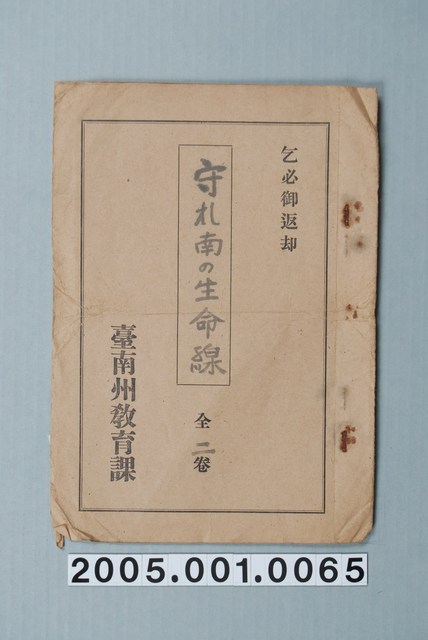 乞必御返却
守れ南の生命線
全二卷
臺南州教育課
2005.001.0065